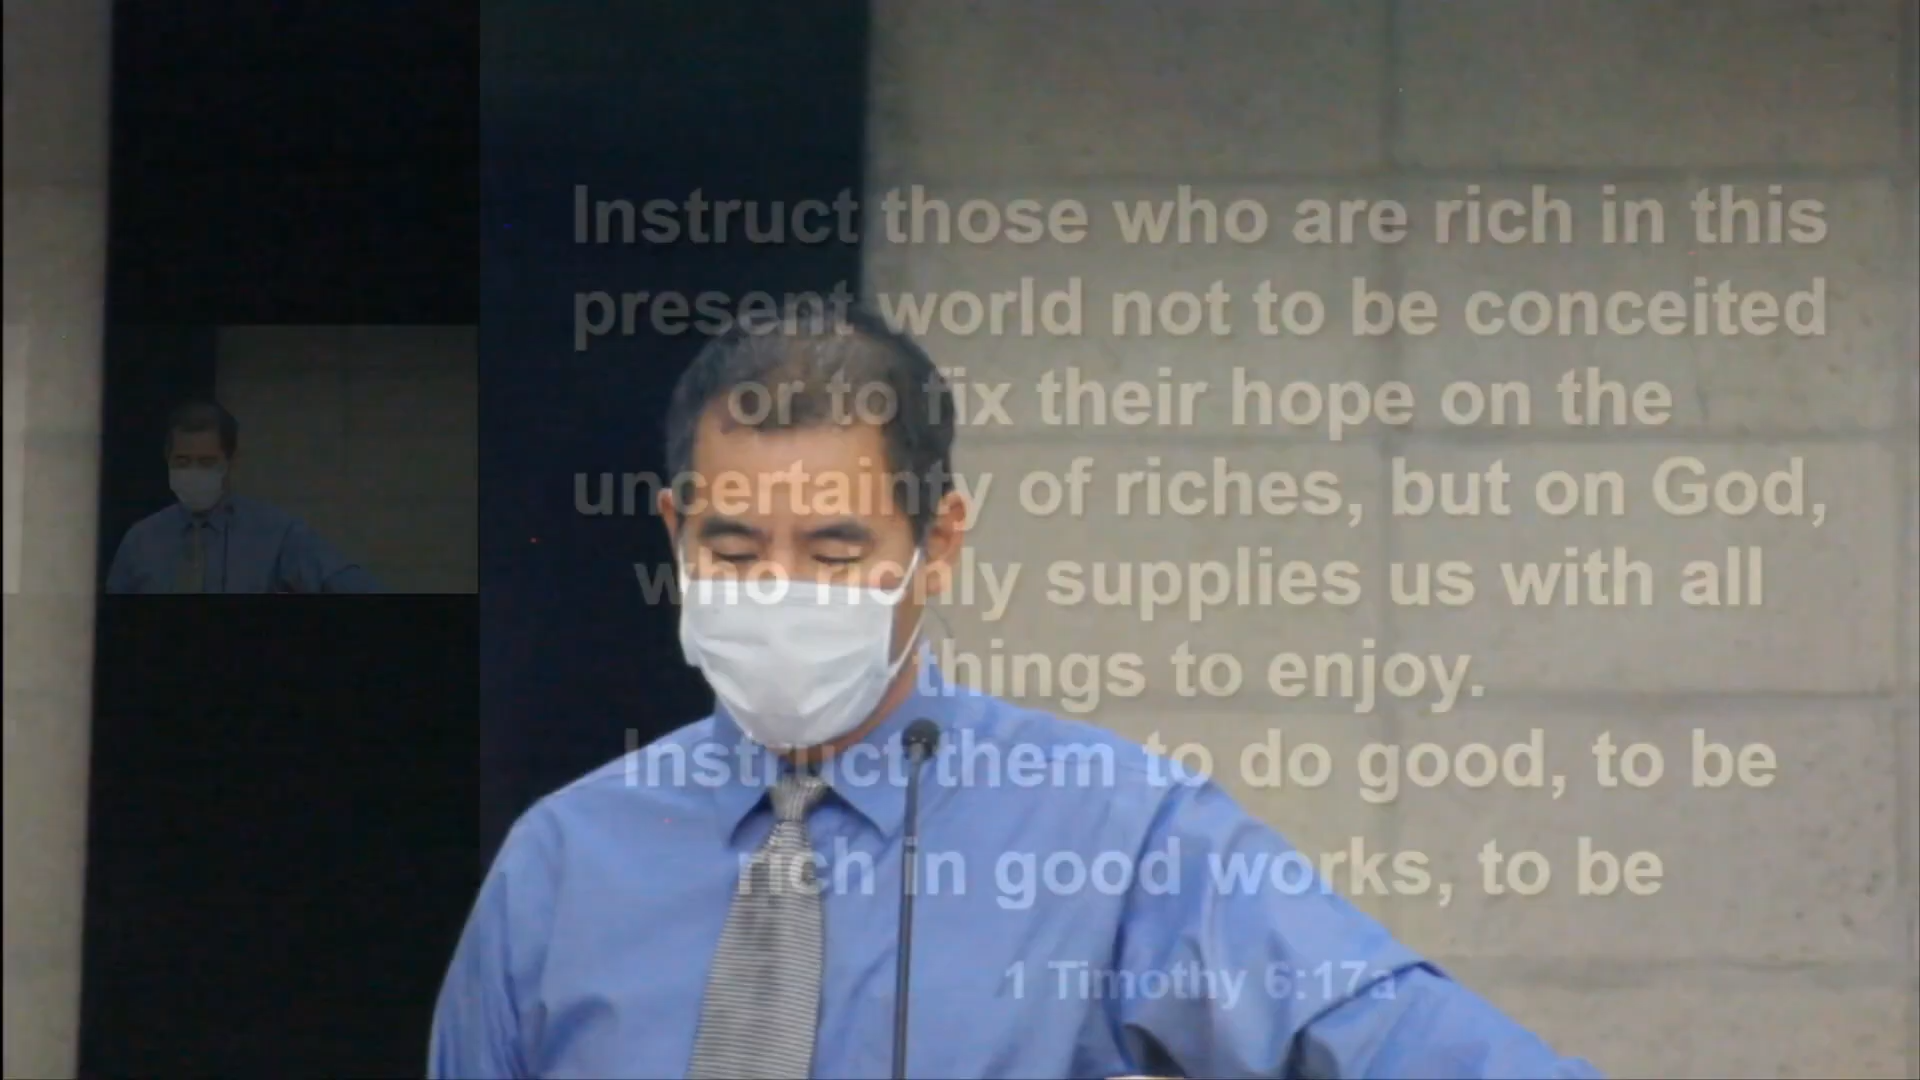 Instruct those who are rich in this
present world not to be conceited
or to fix their hope on the
uncertainty of riches, but on God,
who richly supplies us with all
things to enjoy.
Instruct them to do good, to be
rich in good works, to be
1 Timothy 6:17a